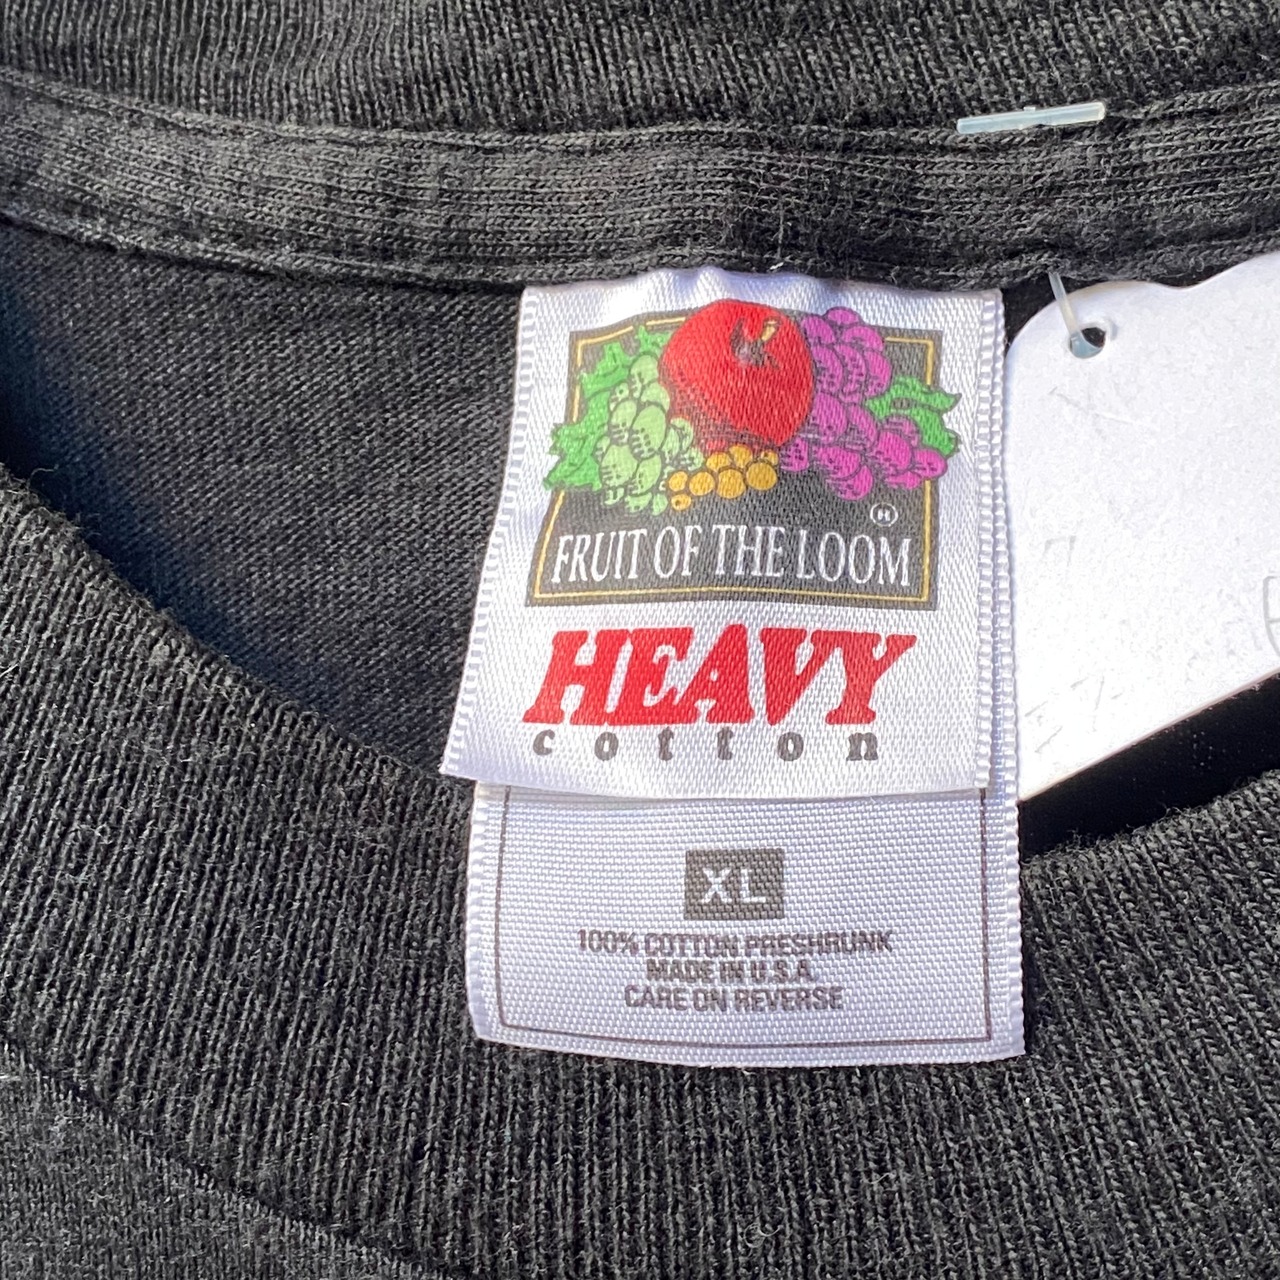 FRUIT OF THE LOOM
®
HEAVY
cotton
XL
100% COTTON PRESHRUNK
MADE IN U.S.A.
CARE ON REVERSE